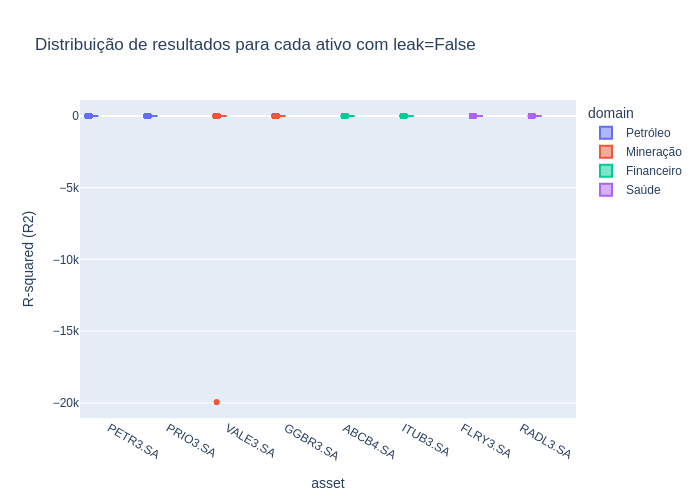 Distribuição de resultados para cada ativo com leak=False
domain
Petróleo
Mineração
Financeiro
Saúde
R-squared (R2)
0
−5k
−10k
−15k
−20k
PETR3.SA
PRIO3.SA
VALE3.SA
GGBR3.SA
ABCB4.SA
ITUB3.SA
FLRY3.SA
RADL3.SA
asset